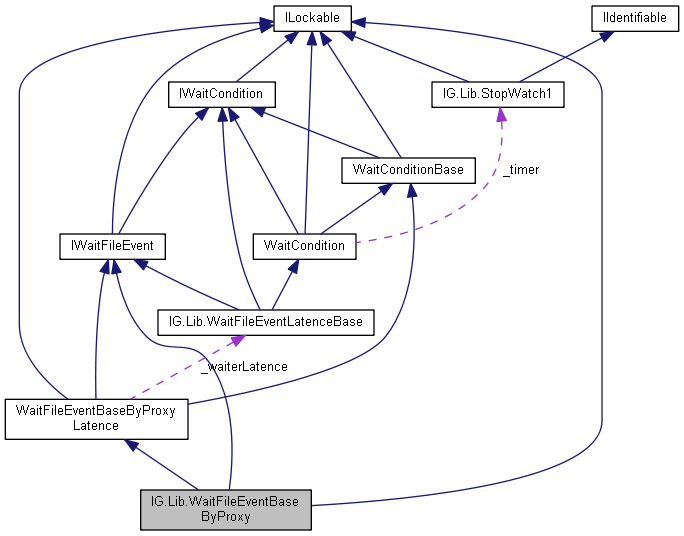 ILockable
IIdentifiable
IWaitCondition
IG.Lib.StopWatch1
WaitConditionBase
_timer
IWaitFileEvent
WaitCondition
IG.Lib.WaitFileEventLatenceBase
_waiterLatence
WaitFileEventBaseByProxy
Latence
IG.Lib.WaitFileEventBase
ByProxy